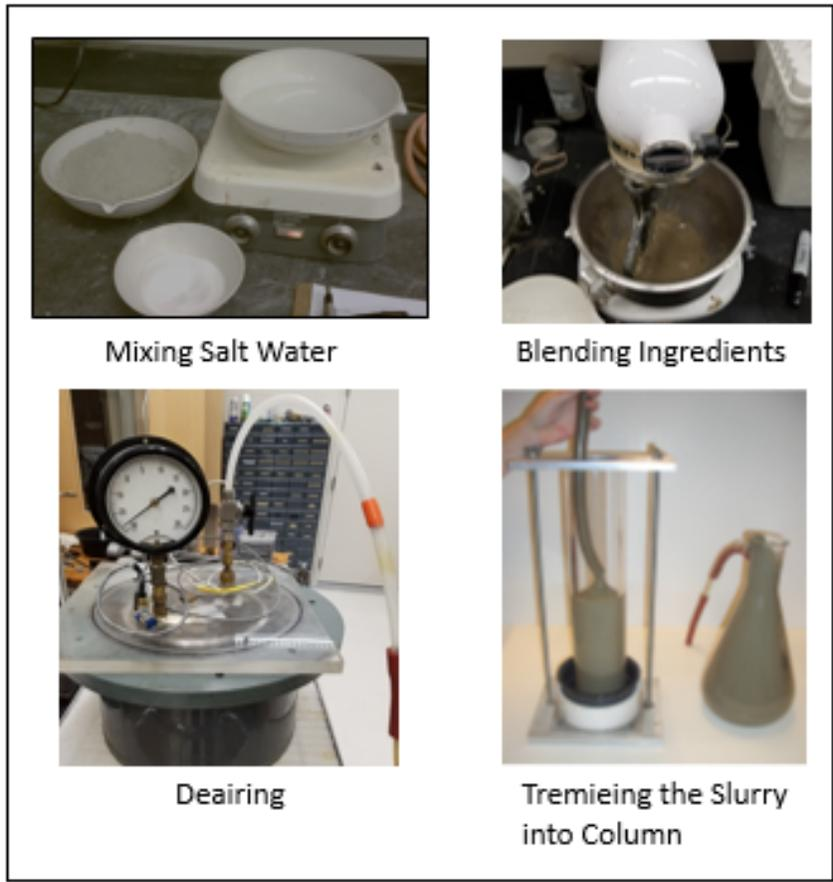 Mixing Salt Water
Blending Ingredients
Deairing
Tremieing the Slurry
into Column